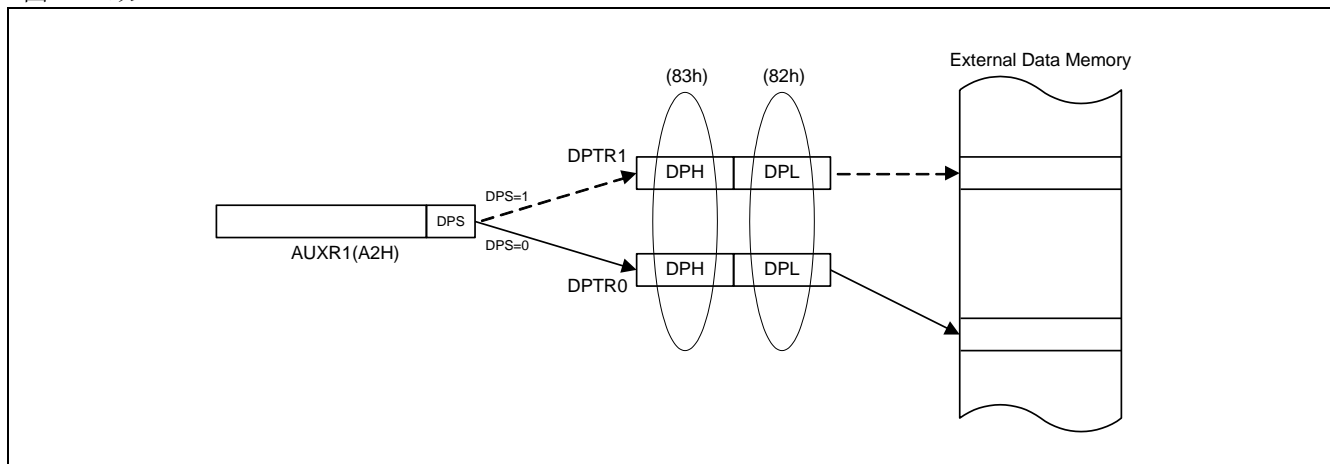 External Data Memory
(83h)
(82h)
DPTR1
DPH
DPL
DPS=1
DPS
AUXR1(A2H)
DPS=0
DPH
DPL
DPTR0